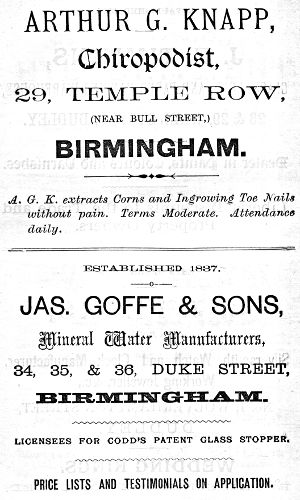 ARTHUR G. KNAPP,
Chiropodist,
29, TEMPLE ROW,
(NEAR BULL STREET,)
BIRMINGHAM.
A. G. K. extracts Corns and Ingrowing Toe Nails
without pain. Terms Moderate. Attendance
daily.
ESTABLISHED 1837.
JAS. GOFFE & SONS,
Mineral Water Manufacturers,
34, 35, & 36, DUKE STREET,
BIRMINGHAM.
LICENSEES FOR CODD'S PATENT GLASS STOPPER.
PRICE LISTS AND TESTIMONIALS ON APPLICATION.